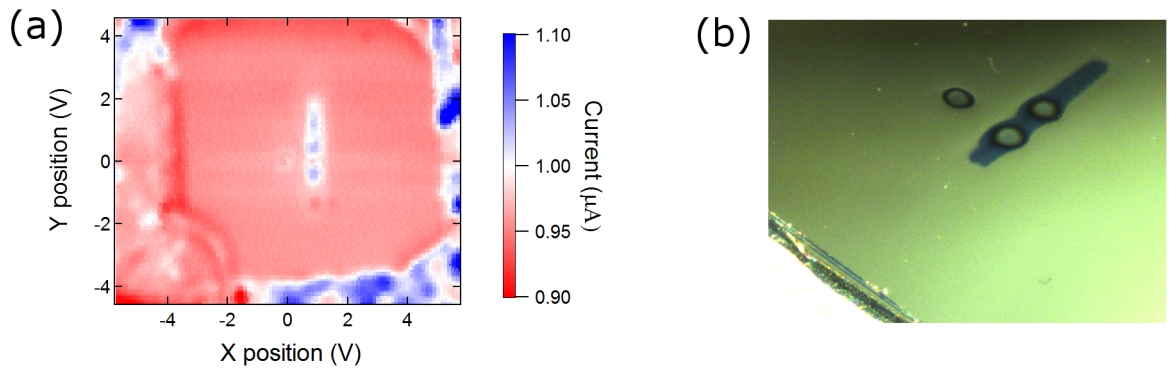 (a)
4
2
0
-2
-4
Y position (V)
-4 -2 0 2 4
X position (V)
1.10
1.05
1.00
0.95
0.90
Current (μA)
(b)